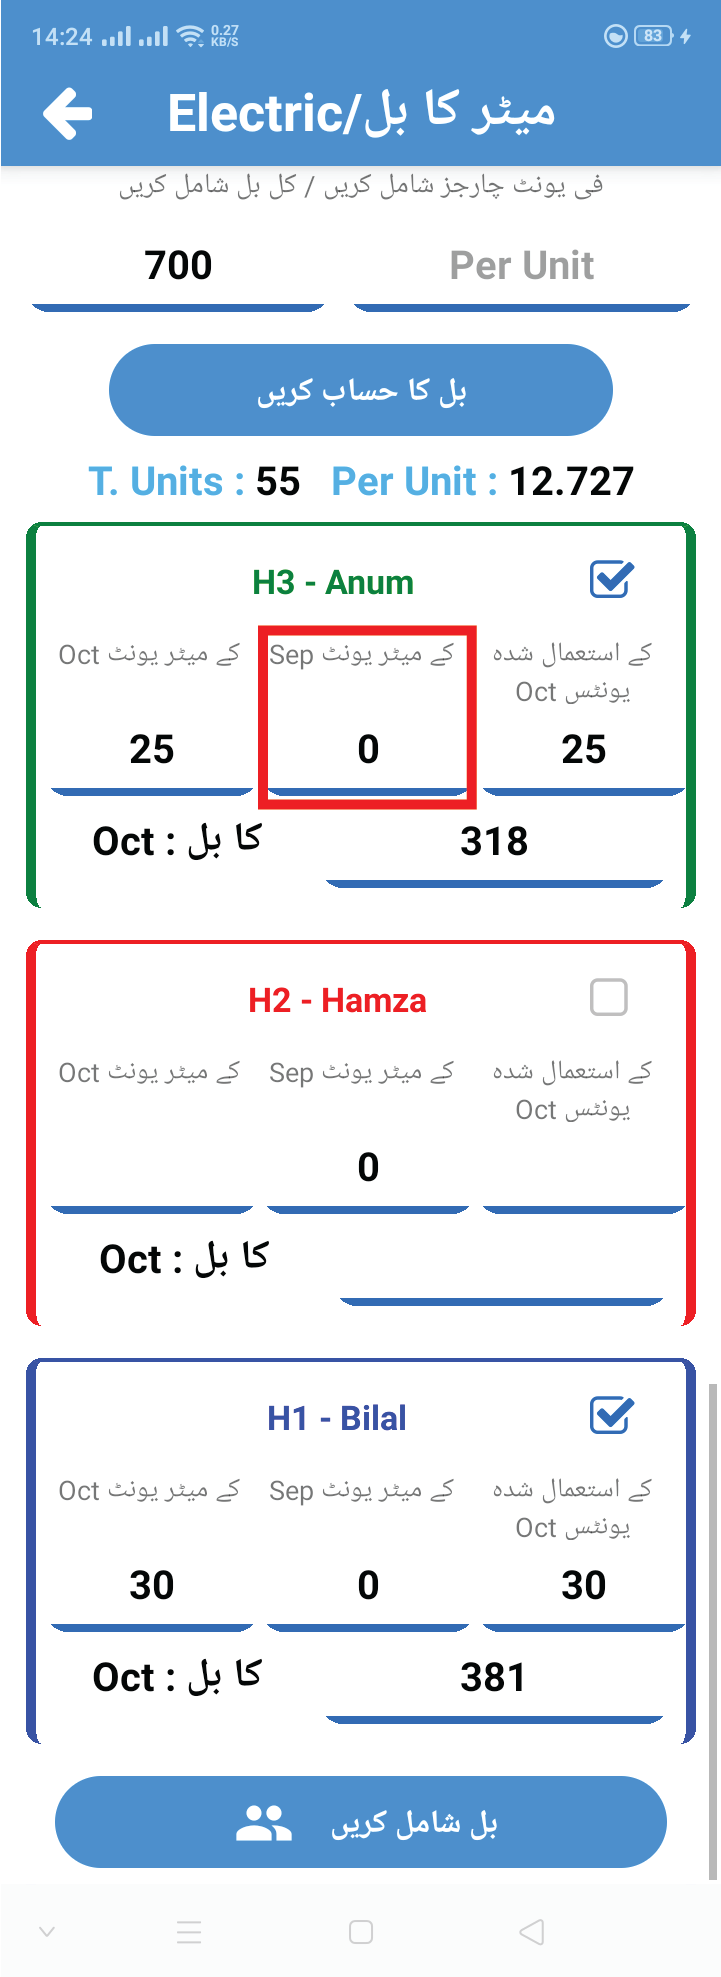 14:24 0.27 KB/S 83
Electric/میٹر کا بل
فی یونٹ چارجز شامل کریں / کل بل شامل کریں
700 Per Unit
بل کا حساب کریں
T. Units : 55 Per Unit : 12.727
H3 - Anum
Oct کے میٹر یونٹ Sep کے میٹر یونٹ کے استعمال شدہ
یونٹس Oct
25 0 25
Oct : کا بل 318
H2 - Hamza
Oct کے میٹر یونٹ Sep کے میٹر یونٹ کے استعمال شدہ
یونٹس Oct
0
Oct : کا بل
H1 - Bilal
Oct کے میٹر یونٹ Sep کے میٹر یونٹ کے استعمال شدہ
یونٹس Oct
30 0 30
Oct : کا بل 381
بل شامل کریں